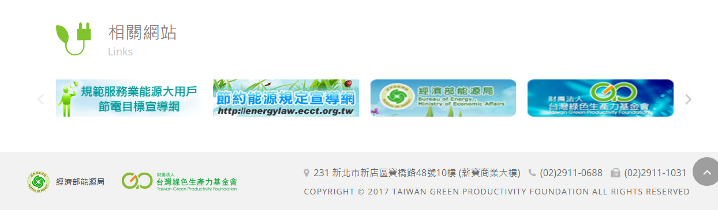 相關網站
Links
規範服務業能源大用戶
節電目標宣導網
節約能源規定宣導網
http://energylaw.ecct.org.tw
經濟部能源局
Bureau of Energy,
Ministry of Economic Affairs
財團法人
台灣綠色生產力基金會
Taiwan Green Productivity Foundation
經濟部能源局
財團法人
台灣綠色生產力基金會
Taiwan Green Productivity Foundation
231 新北市新店區寶橋路48號10樓 (新寶商業大樓) (02)2911-0688 (02)2911-1031
COPYRIGHT © 2017 TAIWAN GREEN PRODUCTIVITY FOUNDATION ALL RIGHTS RESERVED